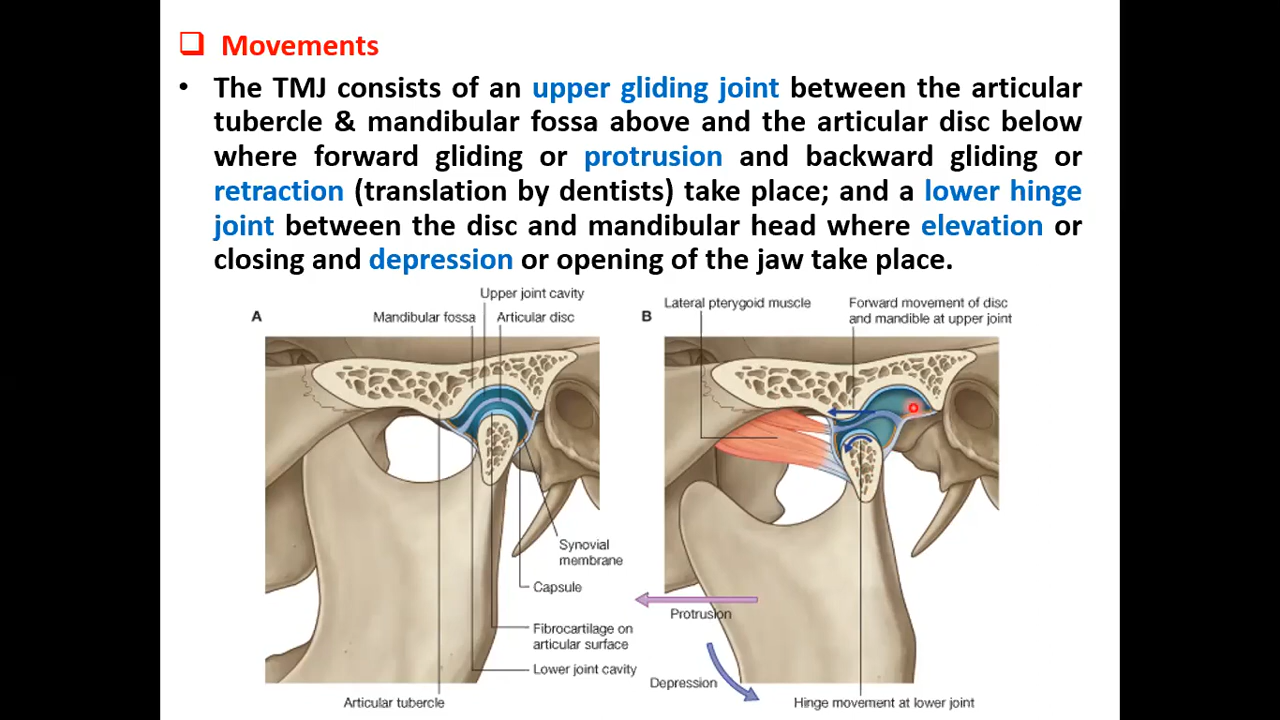 ❑ Movements
• The TMJ consists of an upper gliding joint between the articular
tubercle & mandibular fossa above and the articular disc below
where forward gliding or protrusion and backward gliding or
retraction (translation by dentists) take place; and a lower hinge
joint between the disc and mandibular head where elevation or
closing and depression or opening of the jaw take place.
A
Upper joint cavity
Mandibular fossa
Articular disc
Synovial
membrane
Capsule
Fibrocartilage on
articular surface
Lower joint cavity
Articular tubercle
B
Lateral pterygoid muscle
Forward movement of disc
and mandible at upper joint
Protrusion
Depression
Hinge movement at lower joint